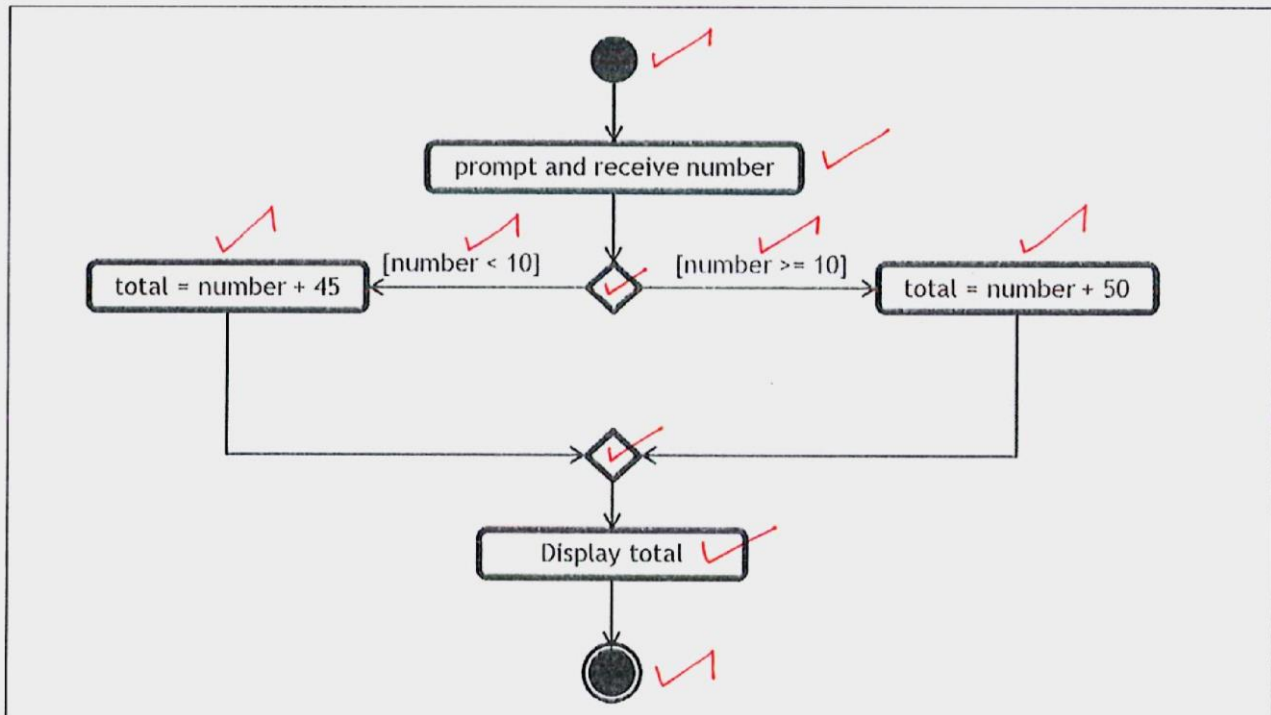 prompt and receive number
[number < 10]
[number >= 10]
total = number + 45
total = number + 50
Display total